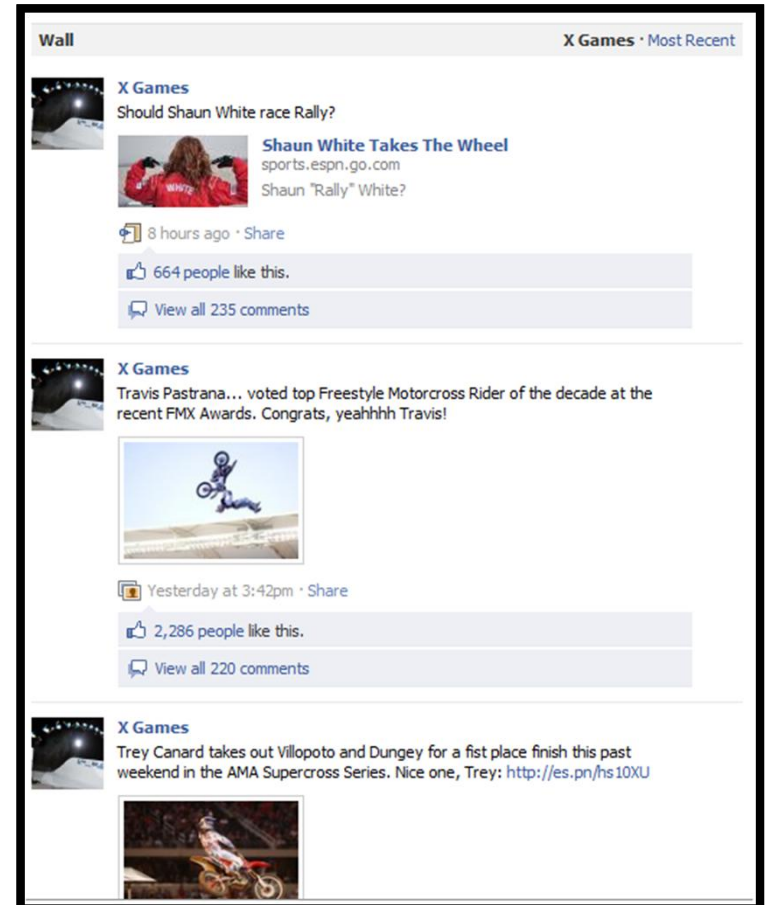 Wall X Games · Most Recent
X Games
Should Shaun White race Rally?
WHITE
Shaun White Takes The Wheel
sports.espn.go.com
Shaun "Rally" White?
8 hours ago · Share
664 people like this.
View all 235 comments
X Games
Travis Pastrana... voted top Freestyle Motorcross Rider of the decade at the
recent FMX Awards. Congrats, yeahhhh Travis!
Yesterday at 3:42pm · Share
2,286 people like this.
View all 220 comments
X Games
Trey Canard takes out Villopoto and Dungey for a fist place finish this past
weekend in the AMA Supercross Series. Nice one, Trey: http://es.pn/hs10XU